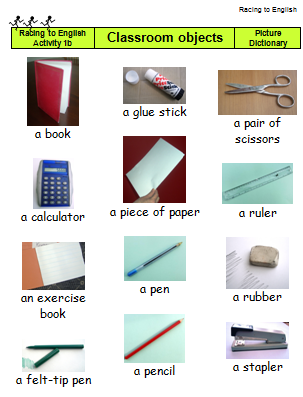 Racing to English
Racing to English
Activity 1b
Classroom objects
Picture
Dictionary
a book
a glue stick
a pair of
scissors
a calculator
a piece of paper
a ruler
an exercise
book
a pen
a rubber
a felt-tip pen
a pencil
a stapler